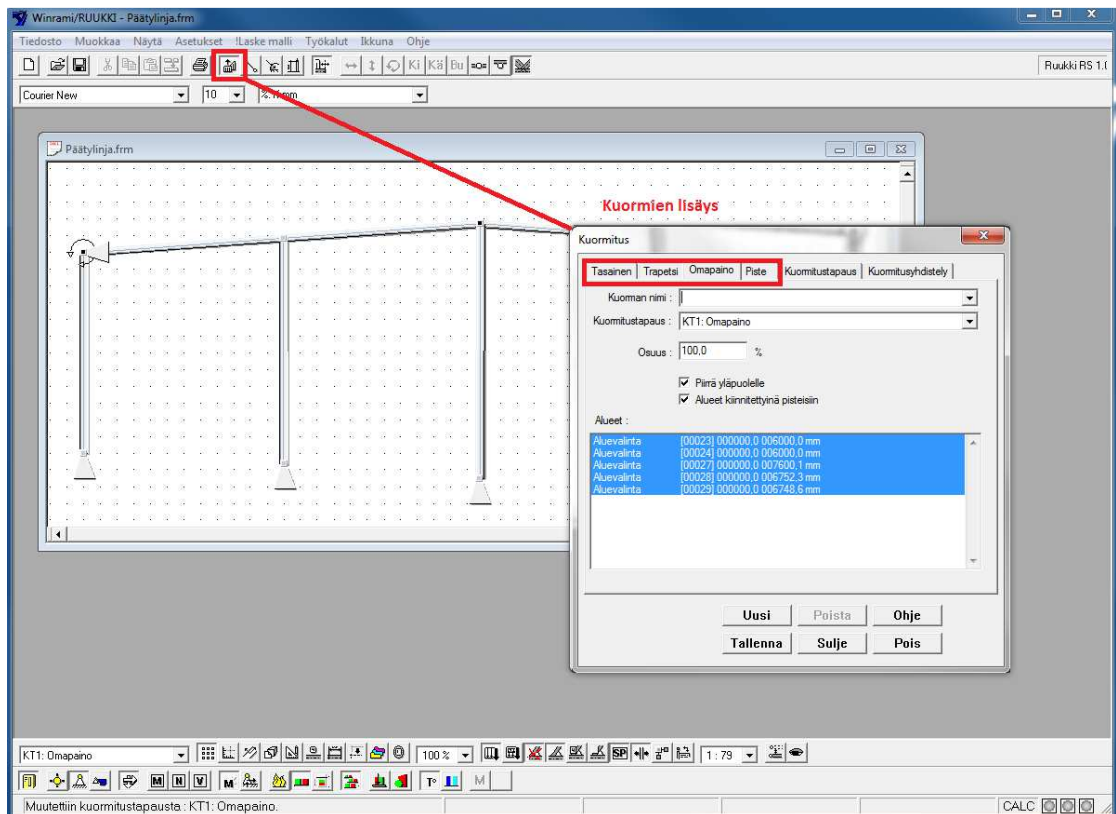 Winrami/RUUKKI - Päätylinja.frm
Tiedosto Muokkaa Näytä Asetukset !Laske malli Työkalut Ikkuna Ohje
Ki Kä Bu
Ruukki RS 1.(
Courier New 10
Päätylinja.frm
Kuormien lisäys
Kuormitus
Tasainen Trapetsi Omapaino Piste Kuormitustapaus Kuormitusyhdistely
Kuorman nimi :
Kuormitustapaus : KT1: Omapaino
Osuus : 100,0 %
Piirrä yläpuolelle
Alueet kiinnitettyinä pisteisiin
Alueet :
Aluevalinta [00023] 000000,0 006000,0 mm
Aluevalinta [00024] 000000,0 006000,0 mm
Aluevalinta [00027] 000000,0 007600,1 mm
Aluevalinta [00028] 000000,0 006752,3 mm
Aluevalinta [00029] 000000,0 006748,6 mm
Uusi Poista Ohje
Tallenna Sulje Pois
KT1: Omapaino 100 % SP 1 : 79
M N V M T° M
Muutettiin kuormitustapausta : KT1: Omapaino.
CALC